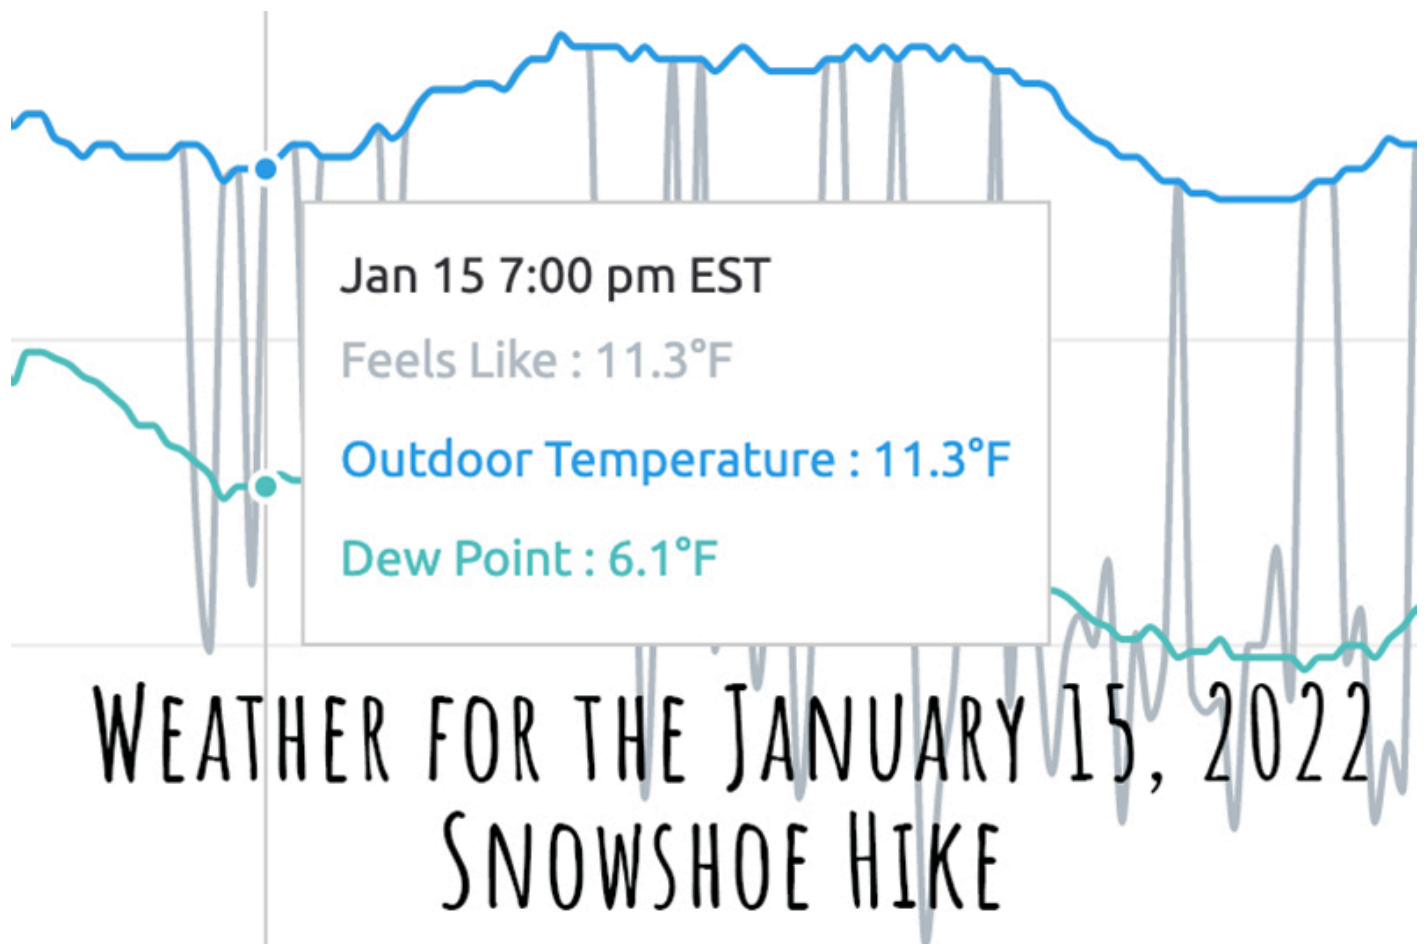 Jan 15 7:00 pm EST
Feels Like : 11.3°F
Outdoor Temperature : 11.3°F
Dew Point : 6.1°F
Weather for the January 15, 2022
Snowshoe Hike